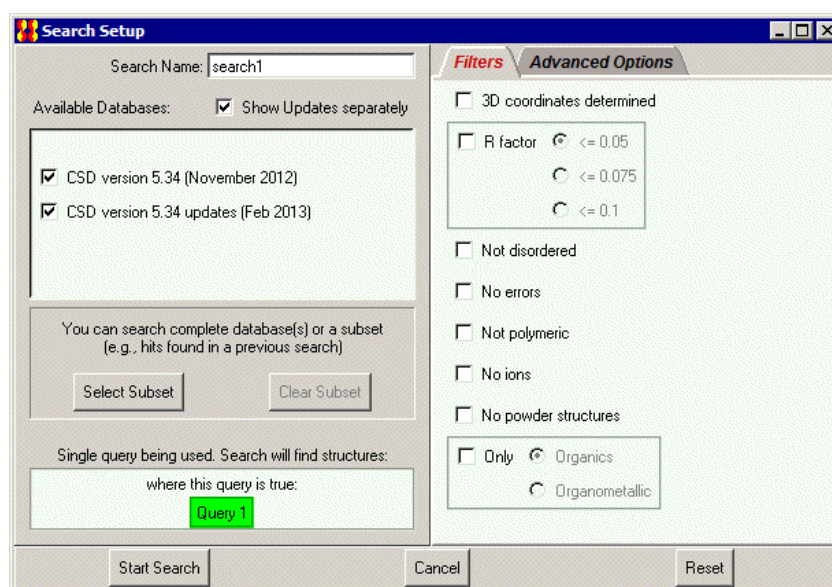 Search Setup
Search Name: search1
Available Databases: Show Updates separately
CSD version 5.34 (November 2012)
CSD version 5.34 updates (Feb 2013)
You can search complete database(s) or a subset
(e.g., hits found in a previous search)
Select Subset Clear Subset
Single query being used. Search will find structures:
where this query is true:
Query 1
Filters Advanced Options
3D coordinates determined
R factor <= 0.05
<= 0.075
<= 0.1
Not disordered
No errors
Not polymeric
No ions
No powder structures
Only Organics
Organometallic
Start Search Cancel Reset